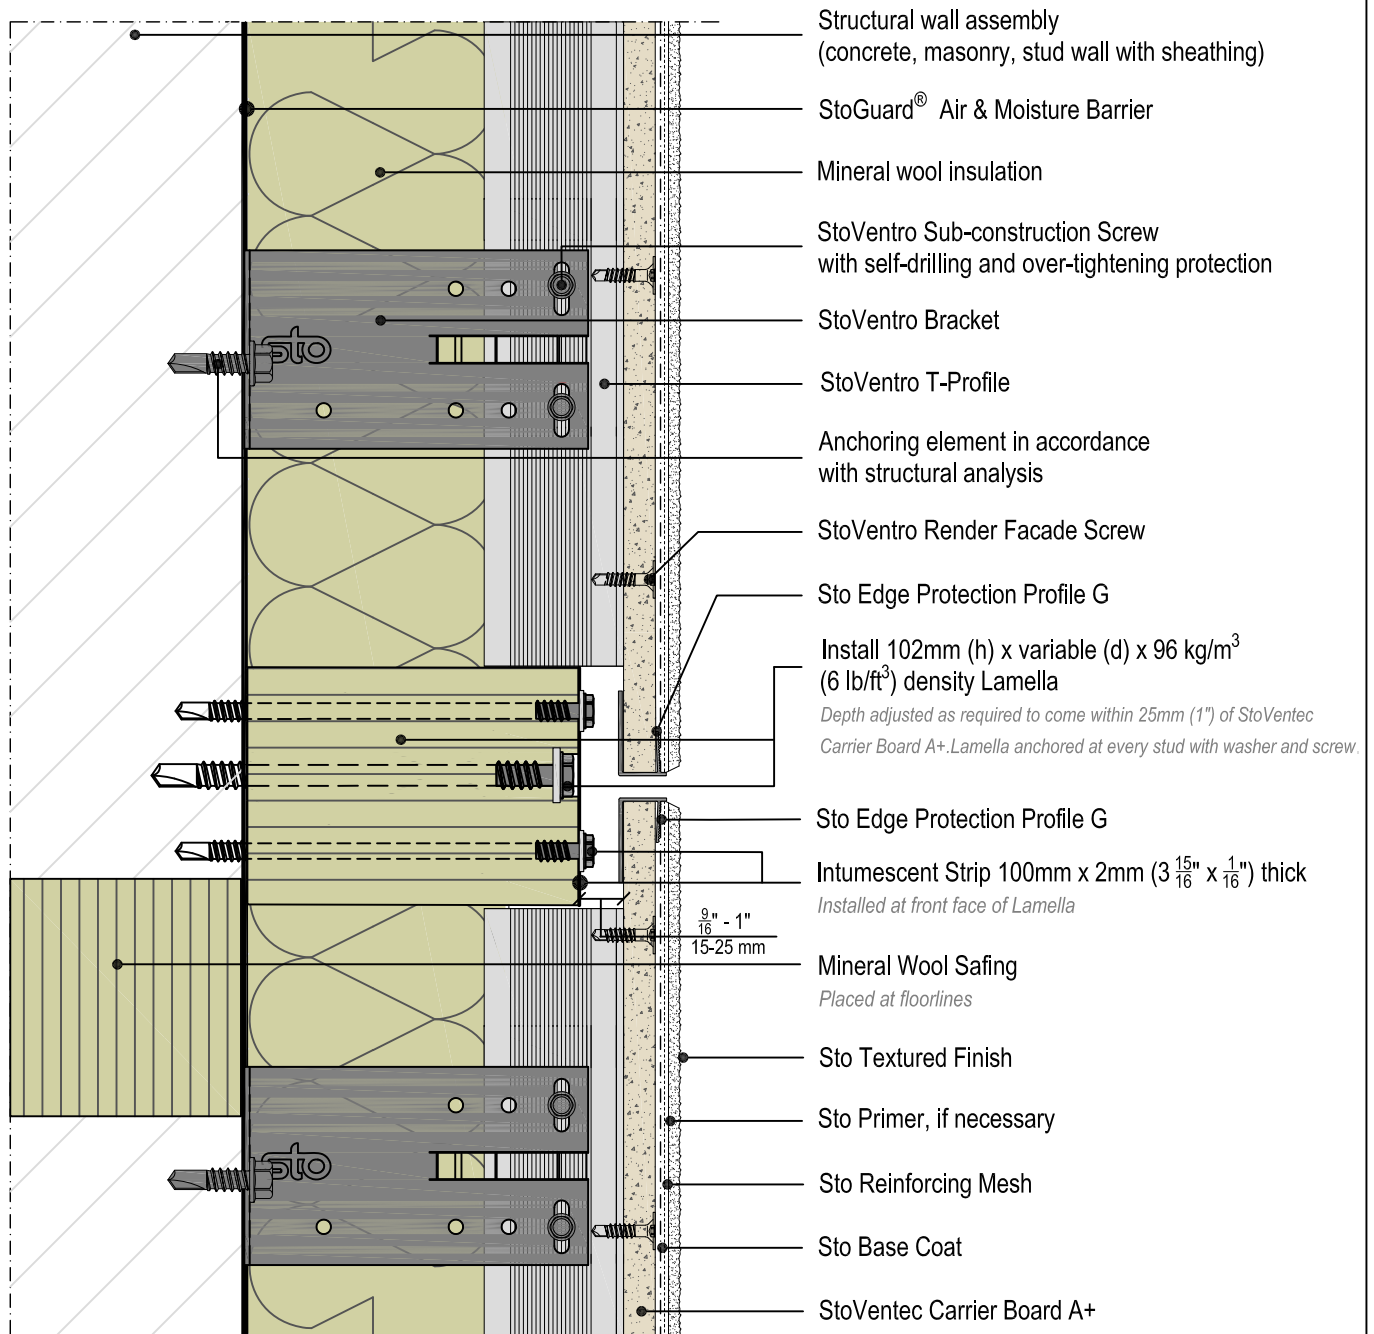 Structural wall assembly
(concrete, masonry, stud wall with sheathing)
StoGuard® Air & Moisture Barrier
Mineral wool insulation
StoVentro Sub-construction Screw
with self-drilling and over-tightening protection
StoVentro Bracket
sto
StoVentro T-Profile
Anchoring element in accordance
with structural analysis
StoVentro Render Facade Screw
Sto Edge Protection Profile G
Install 102mm (h) x variable (d) x 96 kg/m³
(6 lb/ft³) density Lamella
Depth adjusted as required to come within 25mm (1") of StoVentec
Carrier Board A+.Lamella anchored at every stud with washer and screw.
Sto Edge Protection Profile G
Intumescent Strip 100mm x 2mm (3 15/16" x 1/16") thick
Installed at front face of Lamella
9/16" - 1"
15-25 mm
Mineral Wool Safing
Placed at floorlines
Sto Textured Finish
Sto Primer, if necessary
sto
Sto Reinforcing Mesh
Sto Base Coat
StoVentec Carrier Board A+